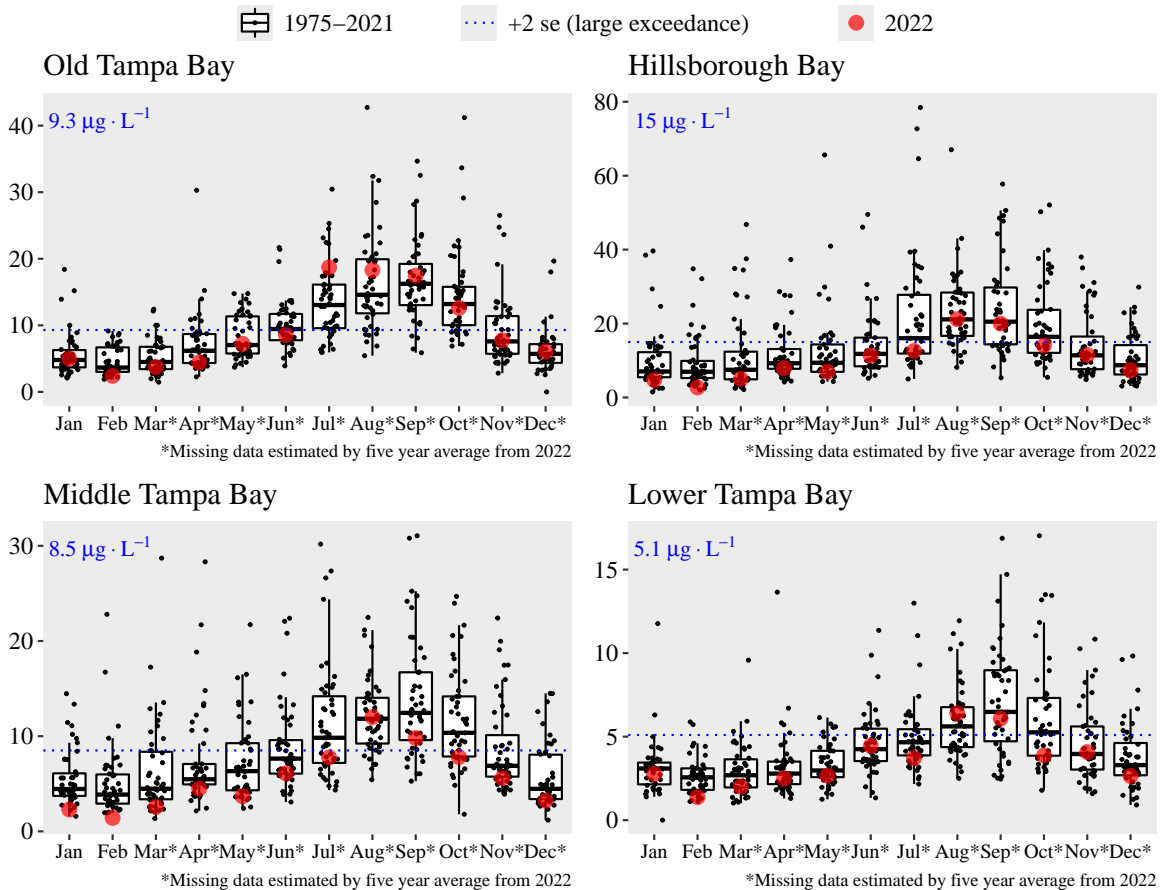 1975–2021 +2 se (large exceedance) 2022
Old Tampa Bay
9.3 μg · L⁻¹
40
30
20
10
0
Jan Feb Mar* Apr* May* Jun* Jul* Aug* Sep* Oct* Nov* Dec*
*Missing data estimated by five year average from 2022
Hillsborough Bay
15 μg · L⁻¹
80
60
40
20
0
Jan Feb Mar* Apr* May* Jun* Jul* Aug* Sep* Oct* Nov* Dec*
*Missing data estimated by five year average from 2022
Middle Tampa Bay
8.5 μg · L⁻¹
30
20
10
0
Jan Feb Mar* Apr* May* Jun* Jul* Aug* Sep* Oct* Nov* Dec*
*Missing data estimated by five year average from 2022
Lower Tampa Bay
5.1 μg · L⁻¹
15
10
5
0
Jan Feb Mar* Apr* May* Jun* Jul* Aug* Sep* Oct* Nov* Dec*
*Missing data estimated by five year average from 2022